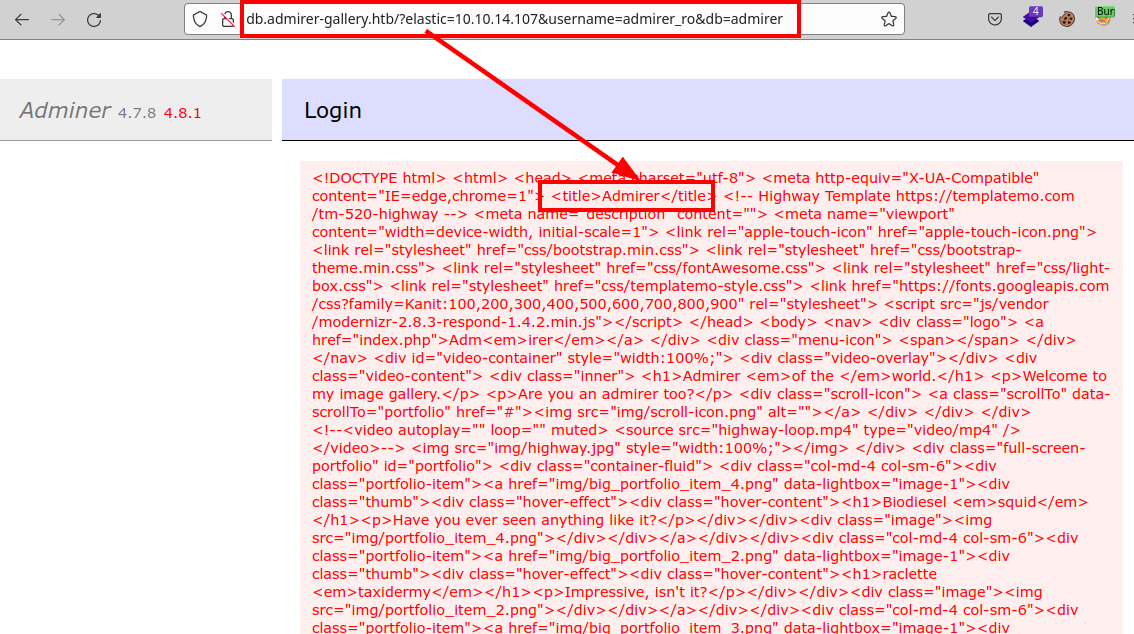 db.admirer-gallery.htb/?elastic=10.10.14.107&username=admirer_ro&db=admirer
4
Bur
Adminer 4.7.8 4.8.1
Login
<!DOCTYPE html> <html> <head> <meta charset="utf-8"> <meta http-equiv="X-UA-Compatible"
content="IE=edge,chrome=1"> <title>Admirer</title> <!-- Highway Template https://templatemo.com
/tm-520-highway --> <meta name="description" content=""> <meta name="viewport"
content="width=device-width, initial-scale=1"> <link rel="apple-touch-icon" href="apple-touch-icon.png">
<link rel="stylesheet" href="css/bootstrap.min.css"> <link rel="stylesheet" href="css/bootstrap-
theme.min.css"> <link rel="stylesheet" href="css/fontAwesome.css"> <link rel="stylesheet" href="css/light-
box.css"> <link rel="stylesheet" href="css/templatemo-style.css"> <link href="https://fonts.googleapis.com
/css?family=Kanit:100,200,300,400,500,600,700,800,900" rel="stylesheet"> <script src="js/vendor
/modernizr-2.8.3-respond-1.4.2.min.js"></script> </head> <body> <nav> <div class="logo"> <a
href="index.php">Adm<em>irer</em></a> </div> <div class="menu-icon"> <span></span> </div>
</nav> <div id="video-container" style="width:100%;"> <div class="video-overlay"></div> <div
class="video-content"> <div class="inner"> <h1>Admirer <em>of the </em>world.</h1> <p>Welcome to
my image gallery.</p> <p>Are you an admirer too?</p> <div class="scroll-icon"> <a class="scrollTo" data-
scrollTo="portfolio" href="#"><img src="img/scroll-icon.png" alt=""></a> </div> </div> </div>
<!--<video autoplay="" loop="" muted> <source src="highway-loop.mp4" type="video/mp4" />
</video>--> <img src="img/highway.jpg" style="width:100%;"></img> </div> <div class="full-screen-
portfolio" id="portfolio"> <div class="container-fluid"> <div class="col-md-4 col-sm-6"><div
class="portfolio-item"><a href="img/big_portfolio_item_4.png" data-lightbox="image-1"><div
class="thumb"><div class="hover-effect"><div class="hover-content"><h1>Biodiesel <em>squid</em>
</h1><p>Have you ever seen anything like it?</p></div></div><div class="image"><img
src="img/portfolio_item_4.png"></div></div></a></div></div><div class="col-md-4 col-sm-6"><div
class="portfolio-item"><a href="img/big_portfolio_item_2.png" data-lightbox="image-1"><div
class="thumb"><div class="hover-effect"><div class="hover-content"><h1>raclette
<em>taxidermy</em></h1><p>Impressive, isn't it?</p></div></div><div class="image"><img
src="img/portfolio_item_2.png"></div></div></a></div></div><div class="col-md-4 col-sm-6"><div
class="portfolio-item"><a href="img/big_portfolio_item_3.png" data-lightbox="image-1"><div